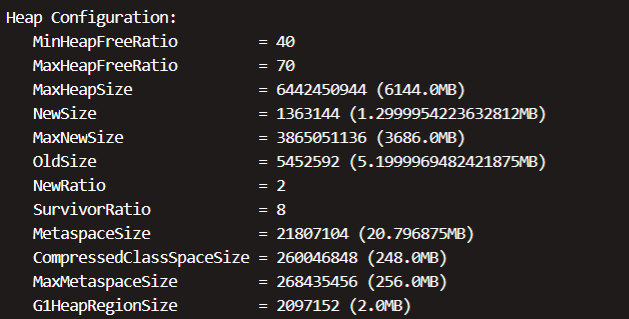 Heap Configuration:
   MinHeapFreeRatio         = 40
   MaxHeapFreeRatio         = 70
   MaxHeapSize              = 6442450944 (6144.0MB)
   NewSize                  = 1363144 (1.2999954223632812MB)
   MaxNewSize               = 3865051136 (3686.0MB)
   OldSize                  = 5452592 (5.1999969482421875MB)
   NewRatio                 = 2
   SurvivorRatio            = 8
   MetaspaceSize            = 21807104 (20.796875MB)
   CompressedClassSpaceSize = 260046848 (248.0MB)
   MaxMetaspaceSize         = 268435456 (256.0MB)
   G1HeapRegionSize         = 2097152 (2.0MB)